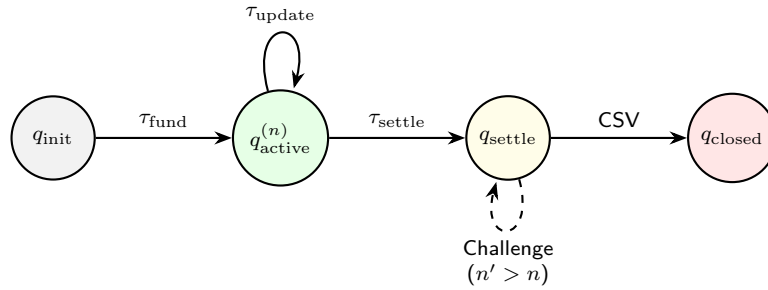 τ_update
q_init
τ_fund
q_active^(n)
τ_settle
q_settle
CSV
q_closed
Challenge
(n′ > n)